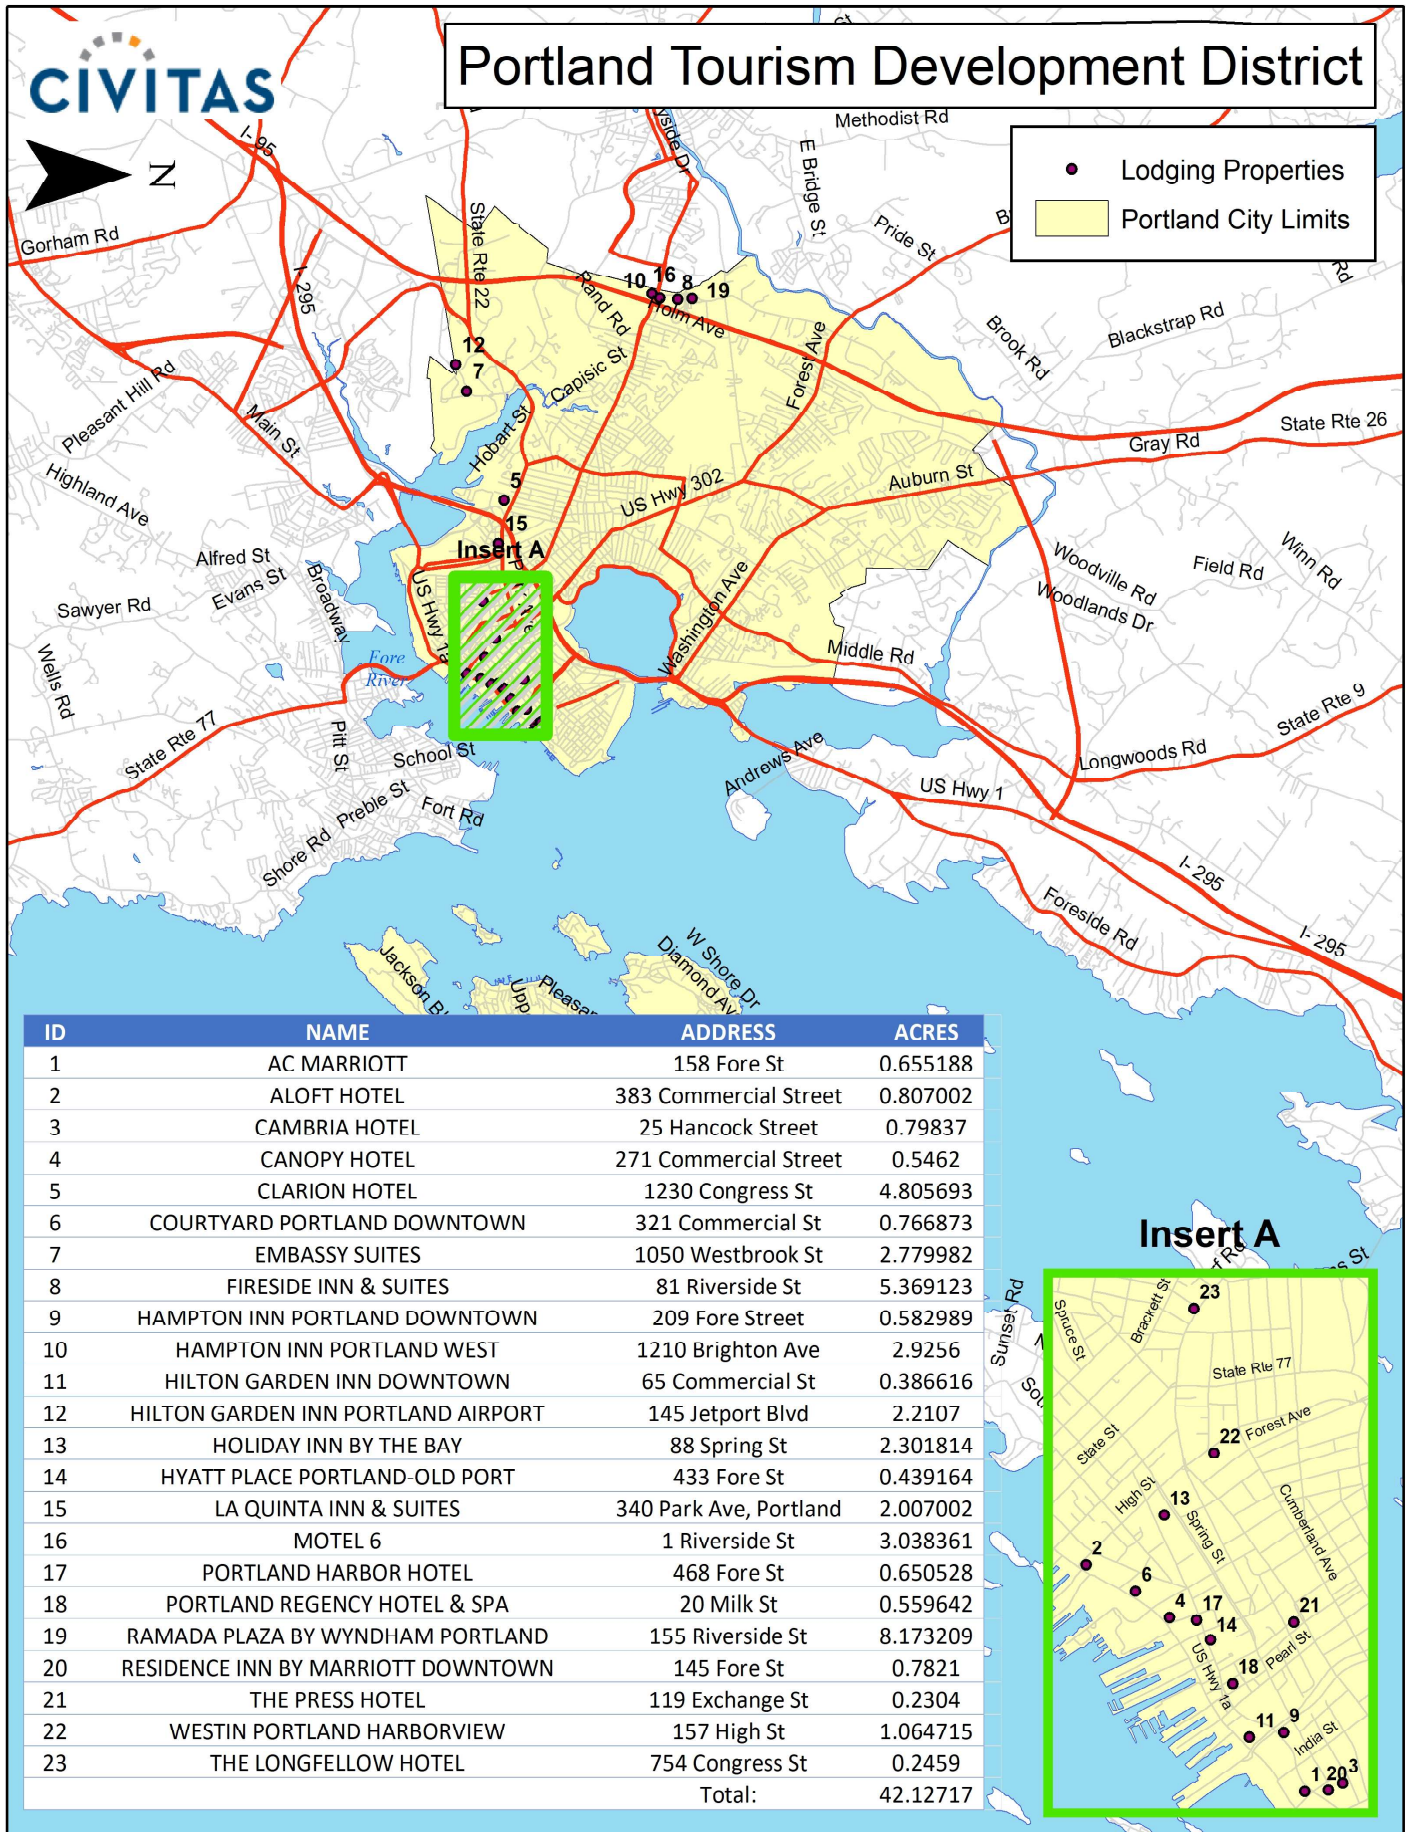 CIVITAS
Portland Tourism Development District
N
Lodging Properties
Portland City Limits
Methodist Rd
E Bridge St
Pride St
I-95
Gorham Rd
State Rte 22
I 295
10 16 8 19
Rand Rd
Holm Ave
Forest Ave
Brook Rd
Blackstrap Rd
Rd
12
7
Capisic St
Pleasant Hill Rd
Main St
Hobart St
State Rte 26
Gray Rd
Highland Ave
5
US Hwy 302
Auburn St
15
Insert A
Alfred St
Evans St
Broadway
Sawyer Rd
US Hwy 1a
Washington Ave
Woodville Rd
Field Rd
Winn Rd
Woodlands Dr
Wells Rd
Fore
River
Middle Rd
State Rte 9
State Rte 77
Pitt St
School St
Andrews Ave
Longwoods Rd
US Hwy 1
Preble St
Fort Rd
Shore Rd
I- 295
Foreside Rd
I- 295
W Shore Dr
Diamond Av
Jackson B
Upp
Pleasa
ID NAME ADDRESS ACRES
1 AC MARRIOTT 158 Fore St 0.655188
2 ALOFT HOTEL 383 Commercial Street 0.807002
3 CAMBRIA HOTEL 25 Hancock Street 0.79837
4 CANOPY HOTEL 271 Commercial Street 0.5462
5 CLARION HOTEL 1230 Congress St 4.805693
6 COURTYARD PORTLAND DOWNTOWN 321 Commercial St 0.766873
7 EMBASSY SUITES 1050 Westbrook St 2.779982
8 FIRESIDE INN & SUITES 81 Riverside St 5.369123
9 HAMPTON INN PORTLAND DOWNTOWN 209 Fore Street 0.582989
10 HAMPTON INN PORTLAND WEST 1210 Brighton Ave 2.9256
11 HILTON GARDEN INN DOWNTOWN 65 Commercial St 0.386616
12 HILTON GARDEN INN PORTLAND AIRPORT 145 Jetport Blvd 2.2107
13 HOLIDAY INN BY THE BAY 88 Spring St 2.301814
14 HYATT PLACE PORTLAND-OLD PORT 433 Fore St 0.439164
15 LA QUINTA INN & SUITES 340 Park Ave, Portland 2.007002
16 MOTEL 6 1 Riverside St 3.038361
17 PORTLAND HARBOR HOTEL 468 Fore St 0.650528
18 PORTLAND REGENCY HOTEL & SPA 20 Milk St 0.559642
19 RAMADA PLAZA BY WYNDHAM PORTLAND 155 Riverside St 8.173209
20 RESIDENCE INN BY MARRIOTT DOWNTOWN 145 Fore St 0.7821
21 THE PRESS HOTEL 119 Exchange St 0.2304
22 WESTIN PORTLAND HARBORVIEW 157 High St 1.064715
23 THE LONGFELLOW HOTEL 754 Congress St 0.2459
Total: 42.12717
Sunset Rd
Insert A
23
Brackett St
Spruce St
State Rte 77
22
Forest Ave
State St
High St
13
Spring St
Cumberland Ave
2
6
4
17
14
21
Pearl St
US Hwy 1a
18
11
9
India St
1 20 3